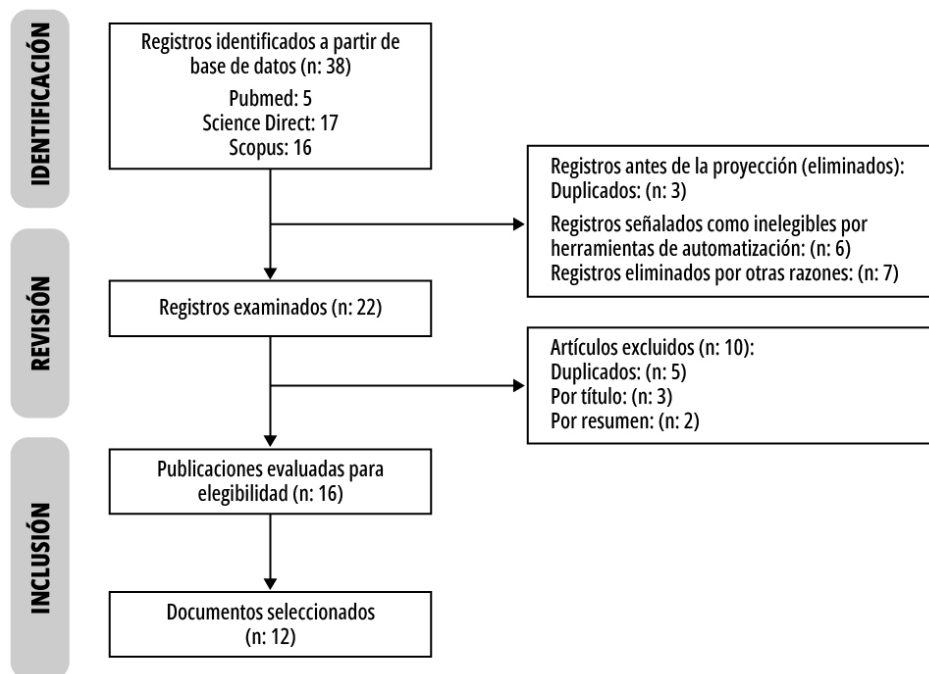 IDENTIFICACIÓN
Registros identificados a partir de
base de datos (n: 38)
Pubmed: 5
Science Direct: 17
Scopus: 16
Registros antes de la proyección (eliminados):
Duplicados: (n: 3)
Registros señalados como inelegibles por
herramientas de automatización: (n: 6)
Registros eliminados por otras razones: (n: 7)
REVISIÓN
Registros examinados (n: 22)
Artículos excluidos (n: 10):
Duplicados: (n: 5)
Por título: (n: 3)
Por resumen: (n: 2)
INCLUSIÓN
Publicaciones evaluadas para
elegibilidad (n: 16)
Documentos seleccionados
(n: 12)